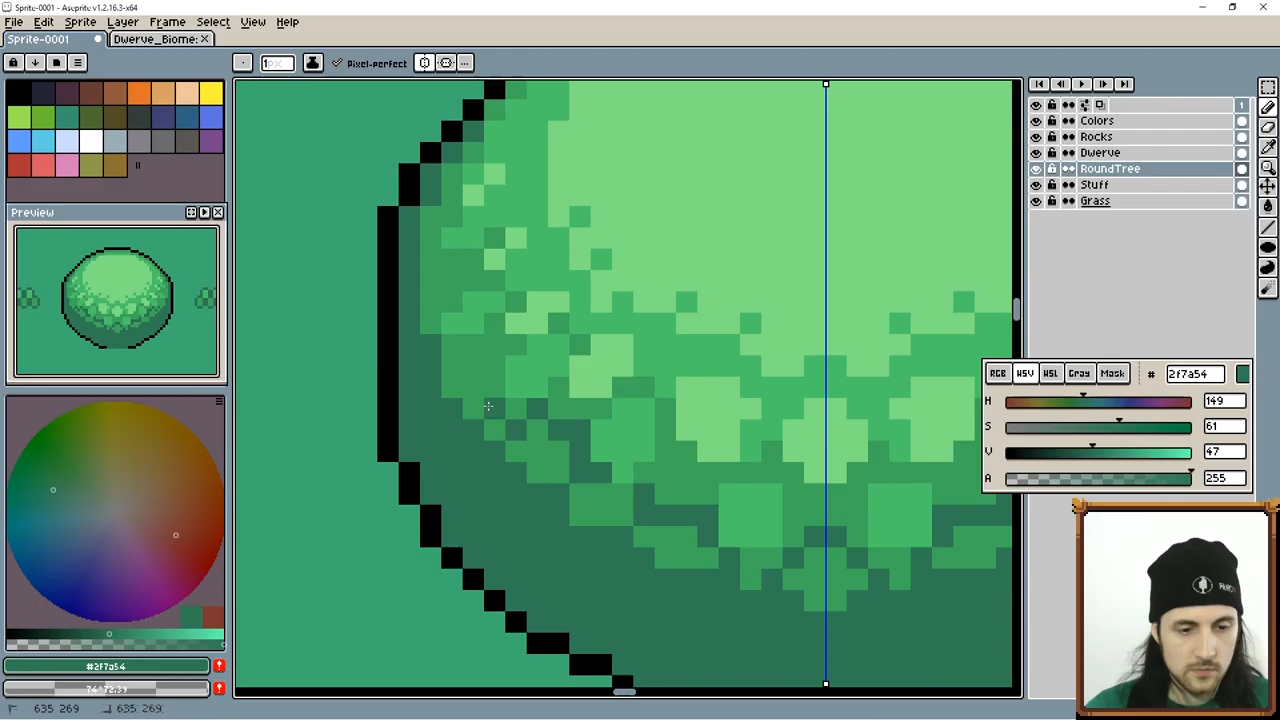 Sprite-0001 - Aseprite v1.2.16.3-x64
File Edit Sprite Layer Frame Select View Help
Sprite-0001
Dwerve_Biome:
1px
Pixel-perfect
Preview
1
Colors
Rocks
Dwerve
RoundTree
Stuff
Grass
RGB HSV HSL Gray Mask # 2f7a54
H 149
S 61
V 47
A 255
#2f7a54
635 269 635 269